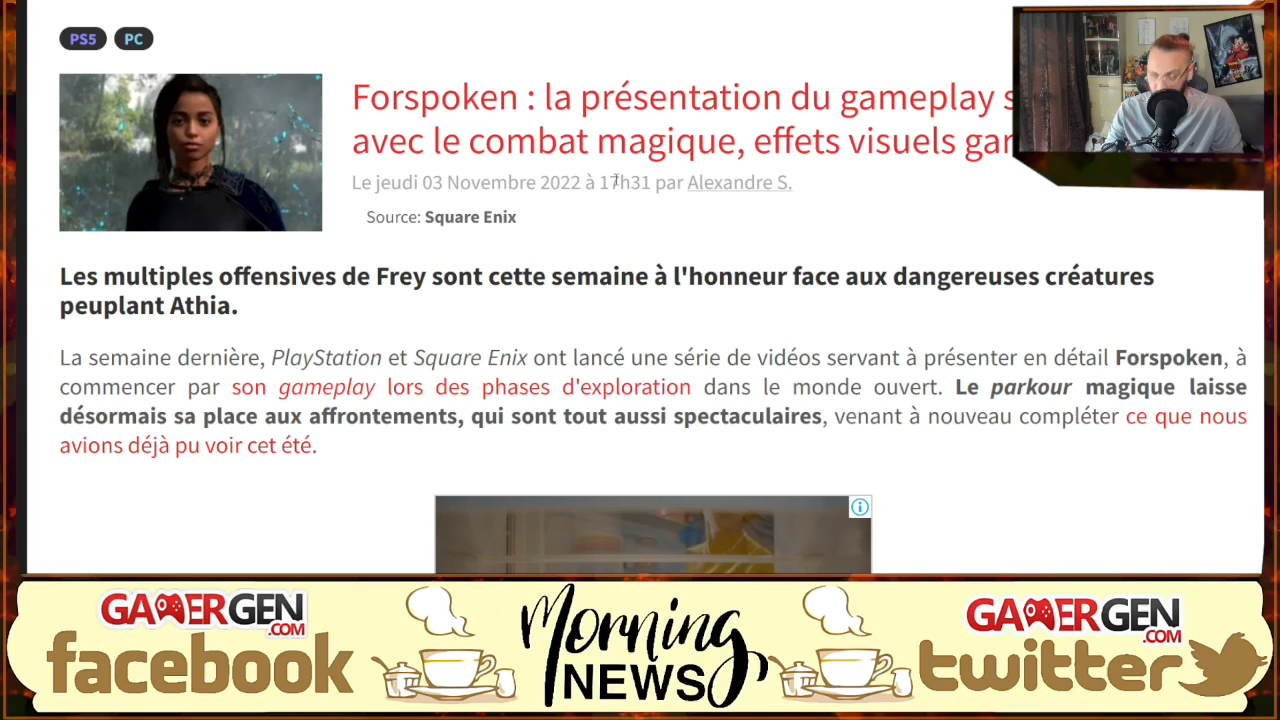 PS5 PC
Forspoken : la présentation du gameplay
avec le combat magique, effets visuels
Le jeudi 03 Novembre 2022 à 17h31 par Alexandre S.
Source: Square Enix
Les multiples offensives de Frey sont cette semaine à l'honneur face aux dangereuses créatures
peuplant Athia.
La semaine dernière, PlayStation et Square Enix ont lancé une série de vidéos servant à présenter en détail Forspoken, à
commencer par son gameplay lors des phases d'exploration dans le monde ouvert. Le parkour magique laisse
désormais sa place aux affrontements, qui sont tout aussi spectaculaires, venant à nouveau compléter ce que nous
avions déjà pu voir cet été.
GAMERGEN
.COM
facebook
Morning
NEWS
GAMERGEN
.COM
twitter